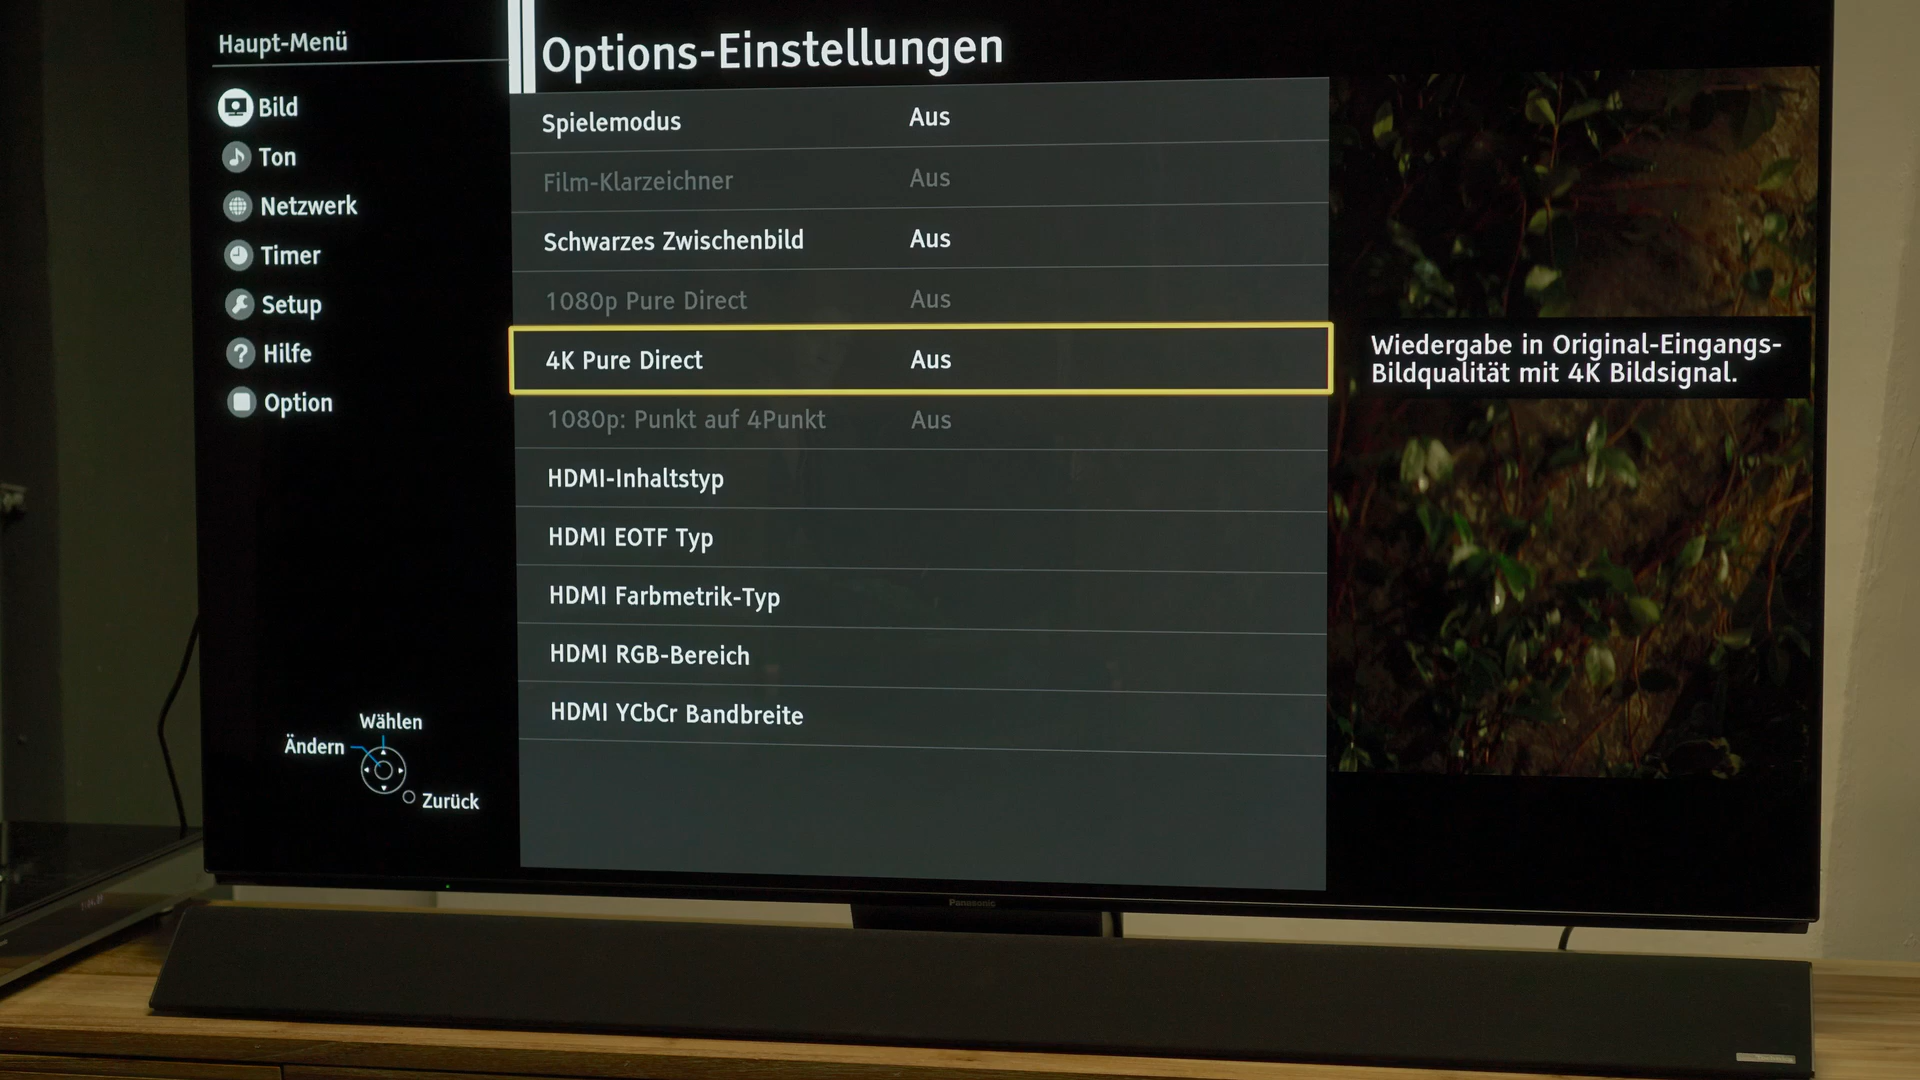 Haupt-Menü
Bild
Ton
Netzwerk
Timer
Setup
Hilfe
Option
Wählen
Ändern
Zurück
Options-Einstellungen
Spielemodus Aus
Film-Klarzeichner Aus
Schwarzes Zwischenbild Aus
1080p Pure Direct Aus
4K Pure Direct Aus
1080p: Punkt auf 4Punkt Aus
HDMI-Inhaltstyp
HDMI EOTF Typ
HDMI Farbmetrik-Typ
HDMI RGB-Bereich
HDMI YCbCr Bandbreite
Wiedergabe in Original-Eingangs-
Bildqualität mit 4K Bildsignal.
Panasonic